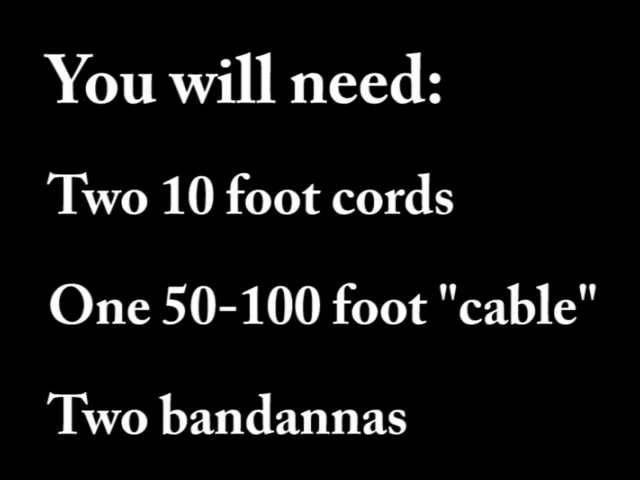 You will need:
Two 10 foot cords
One 50-100 foot "cable"
Two bandannas